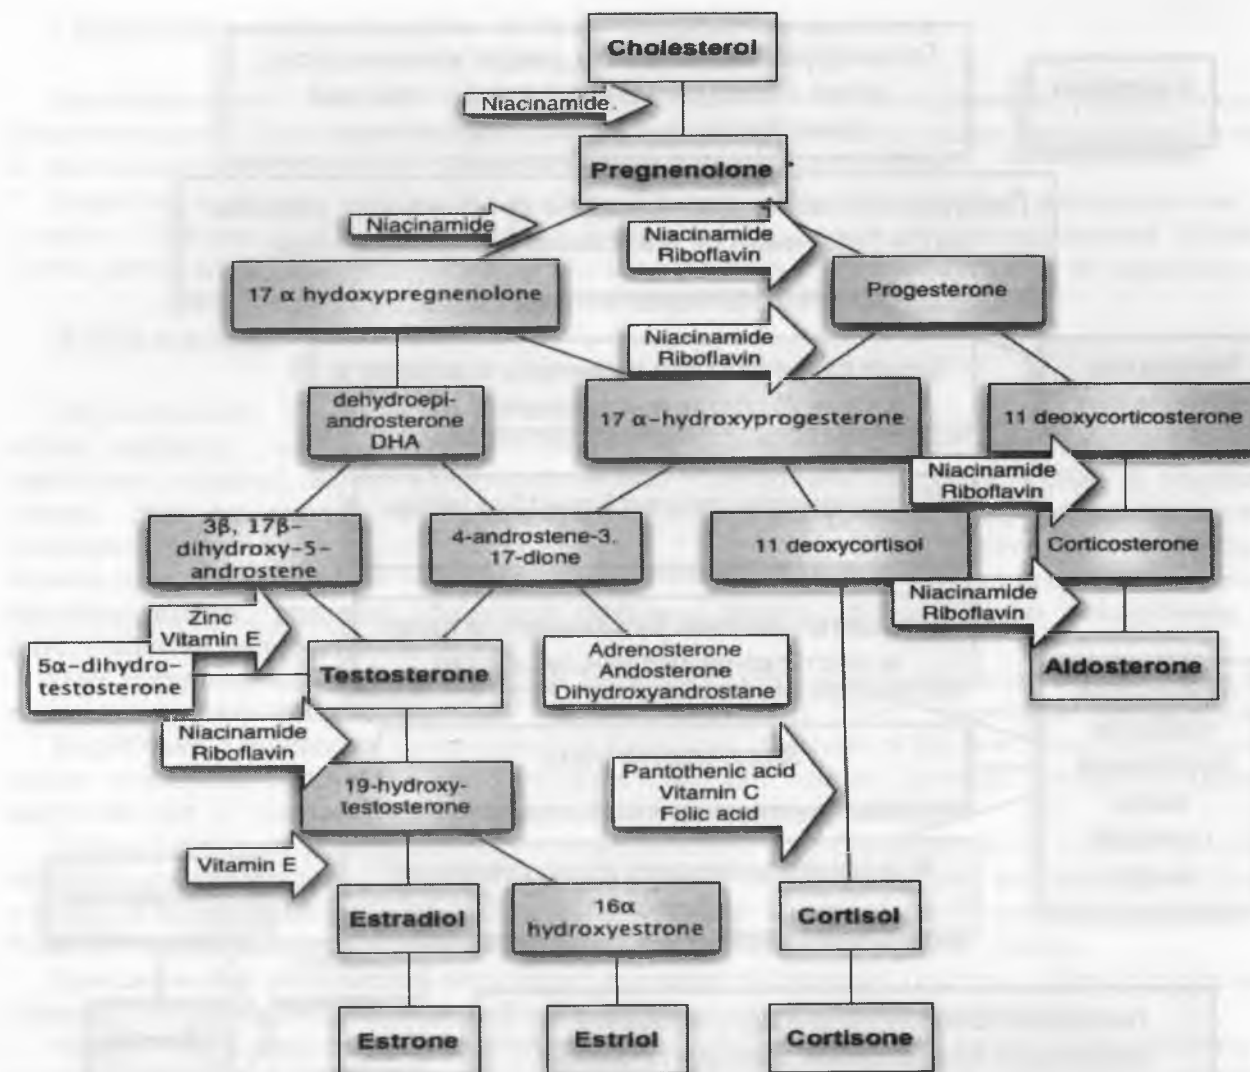 Cholesterol
Niacinamide
Pregnenolone
Niacinamide
Niacinamide
Riboflavin
17 α hydoxypregnenolone
Progesterone
Niacinamide
Riboflavin
dehydroepi-
androsterone
DHA
17 α-hydroxyprogesterone
11 deoxycorticosterone
Niacinamide
Riboflavin
3β, 17β-
dihydroxy-5-
androstene
4-androstene-3,
17-dione
11 deoxycortisol
Corticosterone
Niacinamide
Riboflavin
Zinc
Vitamin E
5α-dihydro-
testosterone
Testosterone
Adrenosterone
Andosterone
Dihydroxyandrostane
Aldosterone
Niacinamide
Riboflavin
19-hydroxy-
testosterone
Pantothenic acid
Vitamin C
Folic acid
Vitamin E
Estradiol
16α
hydroxyestrone
Cortisol
Estrone
Estriol
Cortisone